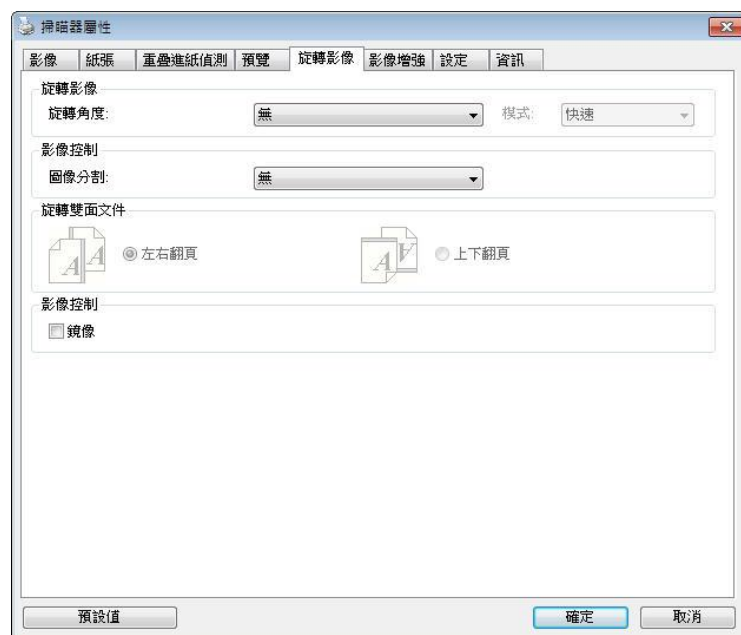 掃瞄器屬性
影像 紙張 重疊進紙偵測 預覽 旋轉影像 影像增強 設定 資訊
旋轉影像
旋轉角度: 無 模式: 快速
影像控制
圖像分割: 無
旋轉雙面文件
A A 左右翻頁 A A 上下翻頁
影像控制
鏡像
預設值 確定 取消